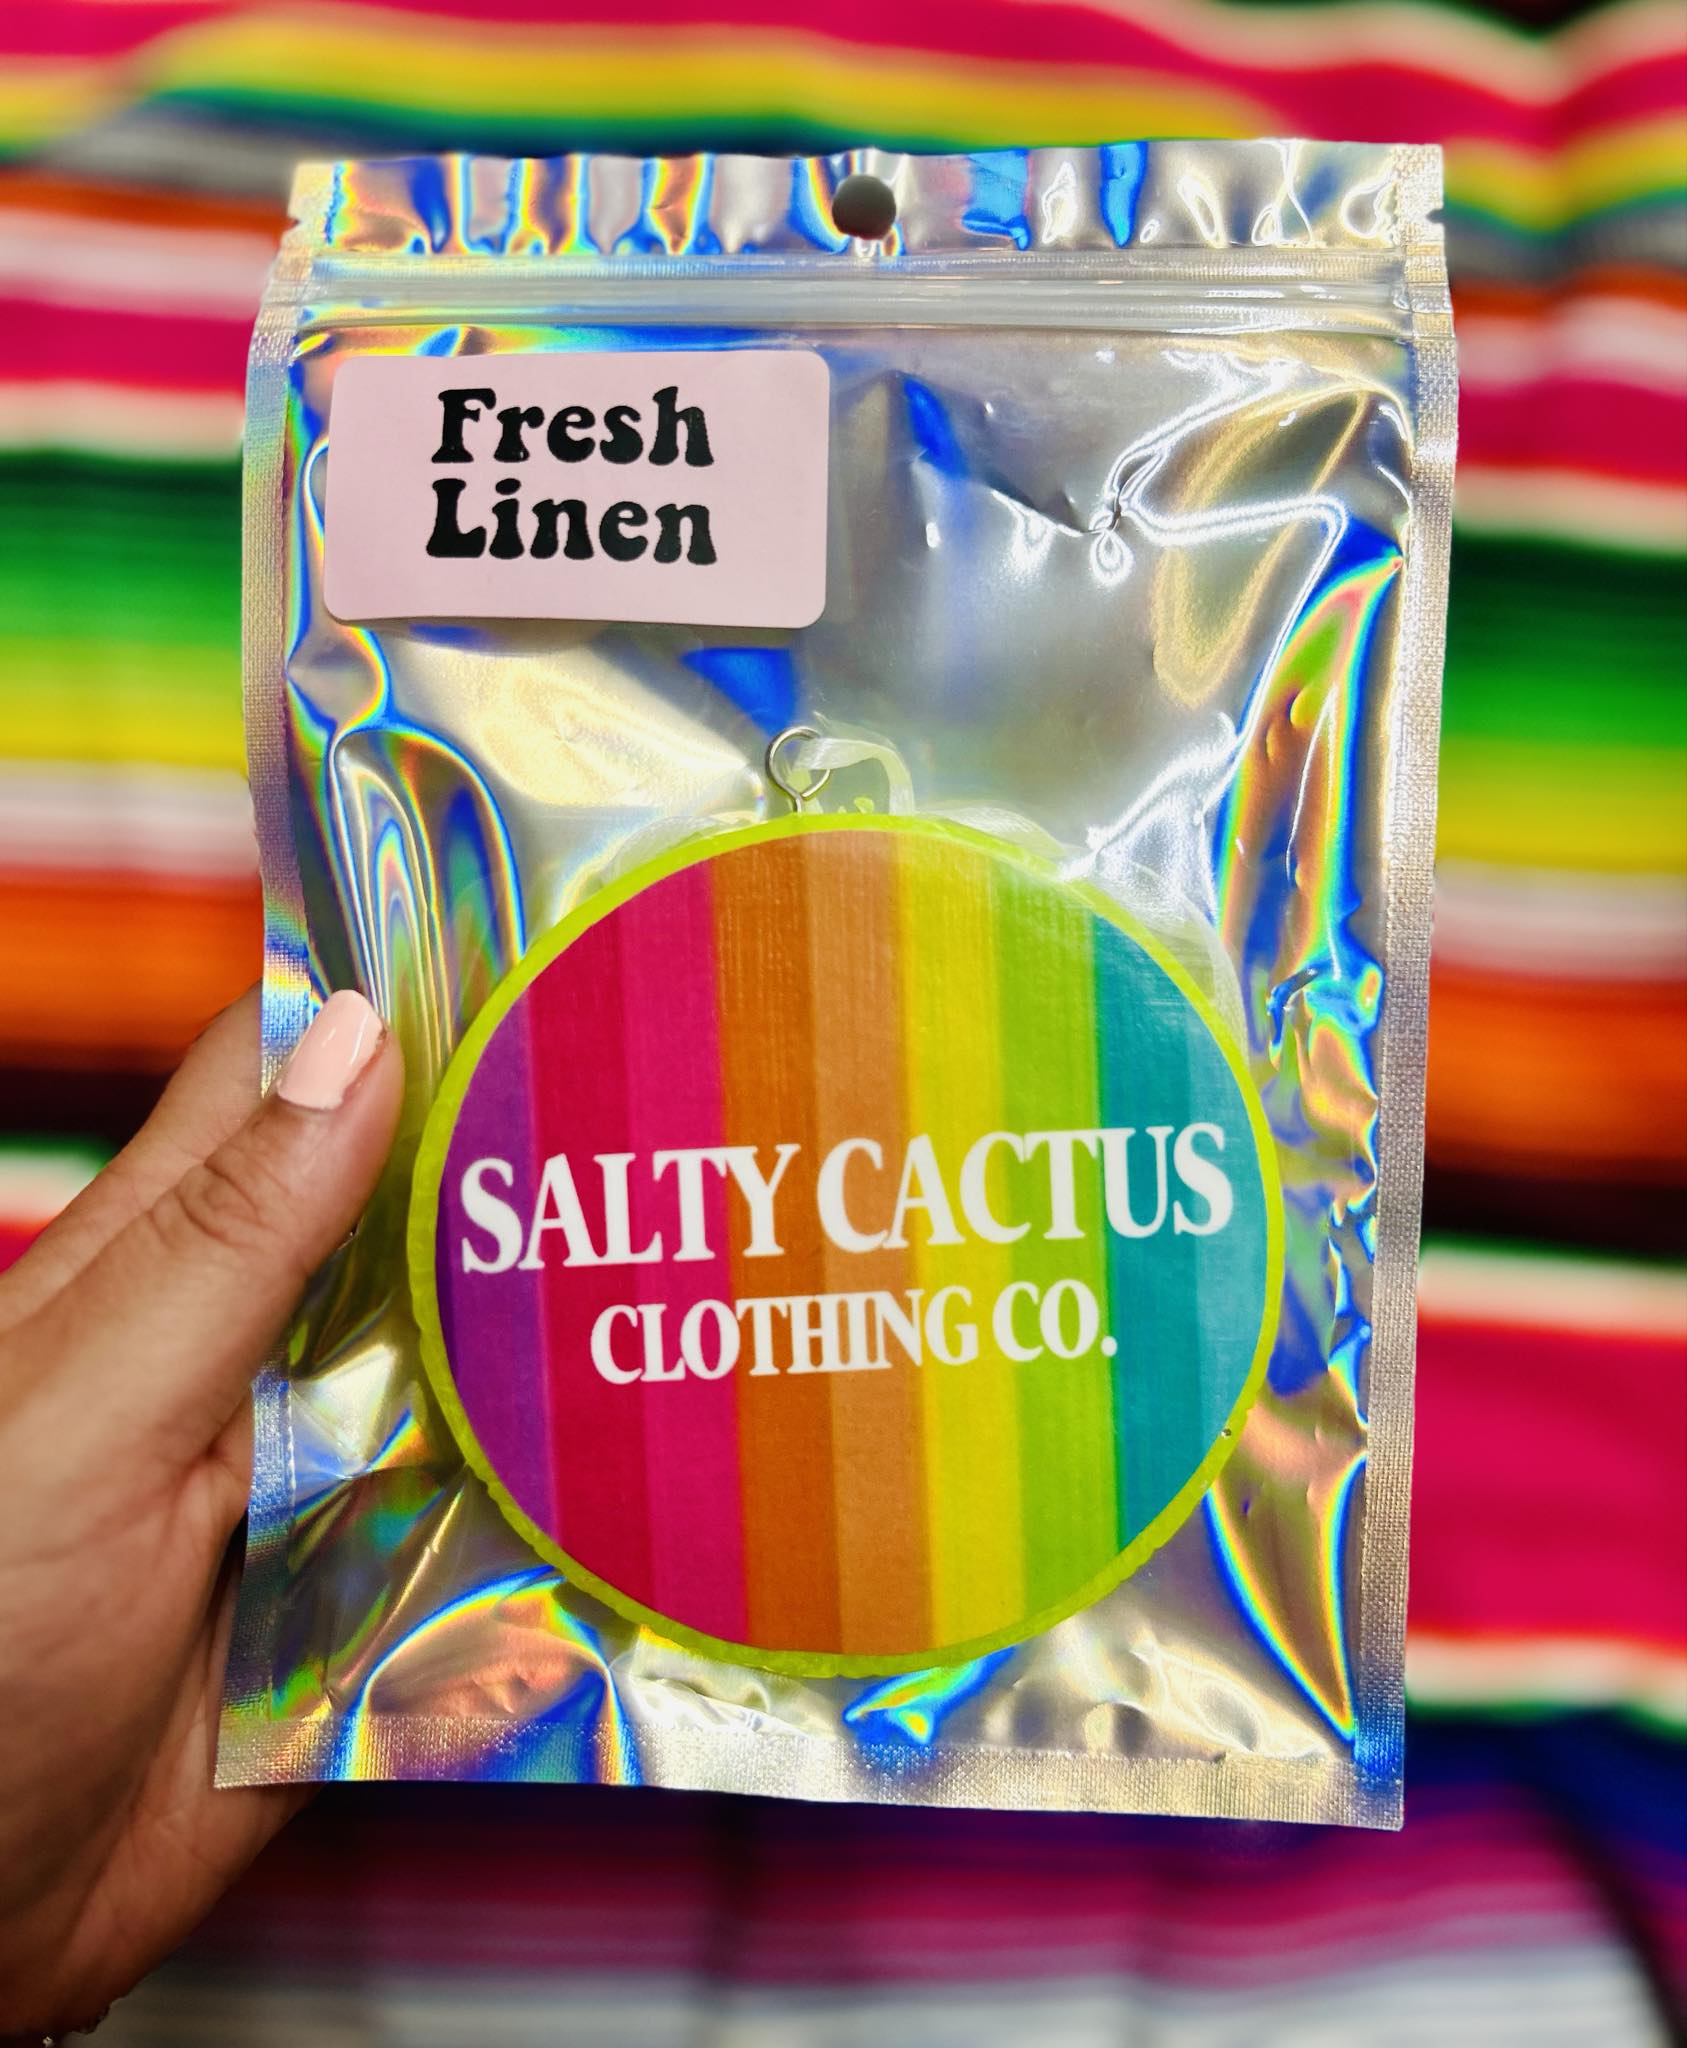 Fresh
Linen
SALTY CACTUS
CLOTHING CO.